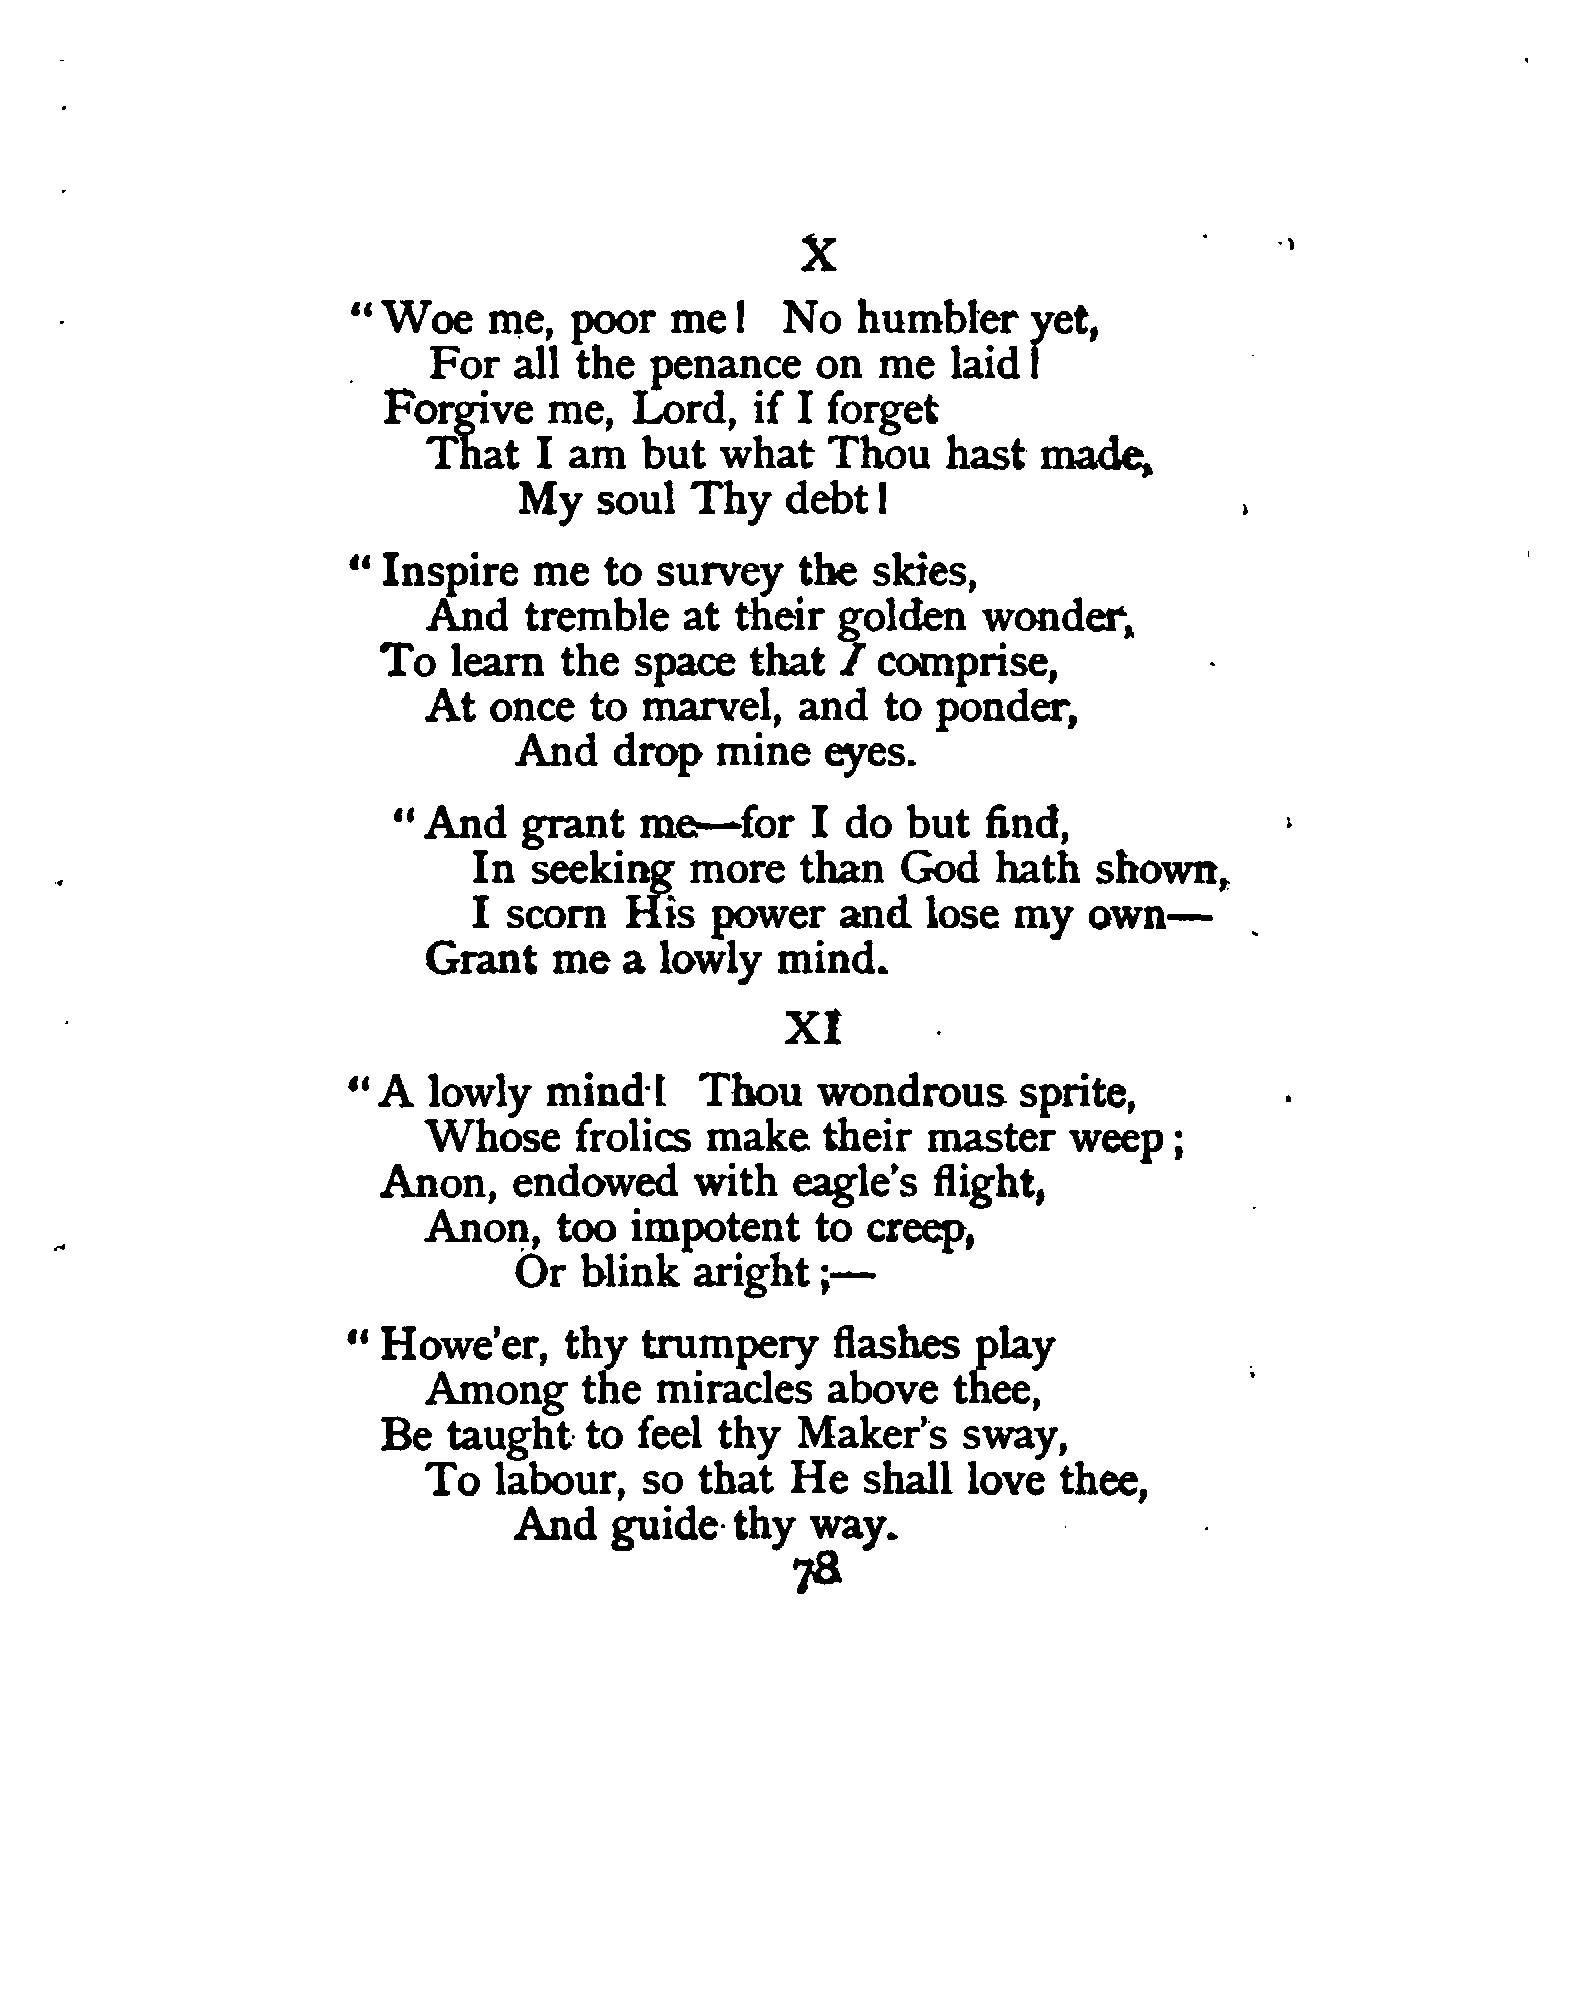 X
“Woe me, poor me! No humbler yet,
For all the penance on me laid!
Forgive me, Lord, if I forget
That I am but what Thou hast made,
My soul Thy debt!
“Inspire me to survey the skies,
And tremble at their golden wonder,
To learn the space that I comprise,
At once to marvel, and to ponder,
And drop mine eyes.
“And grant me—for I do but find,
In seeking more than God hath shown,
I scorn His power and lose my own—
Grant me a lowly mind.
XI
“A lowly mind! Thou wondrous sprite,
Whose frolics make their master weep;
Anon, endowed with eagle's flight,
Anon, too impotent to creep,
Or blink aright;—
“Howe'er, thy trumpery flashes play
Among the miracles above thee,
Be taught to feel thy Maker's sway,
To labour, so that He shall love thee,
And guide thy way.
78